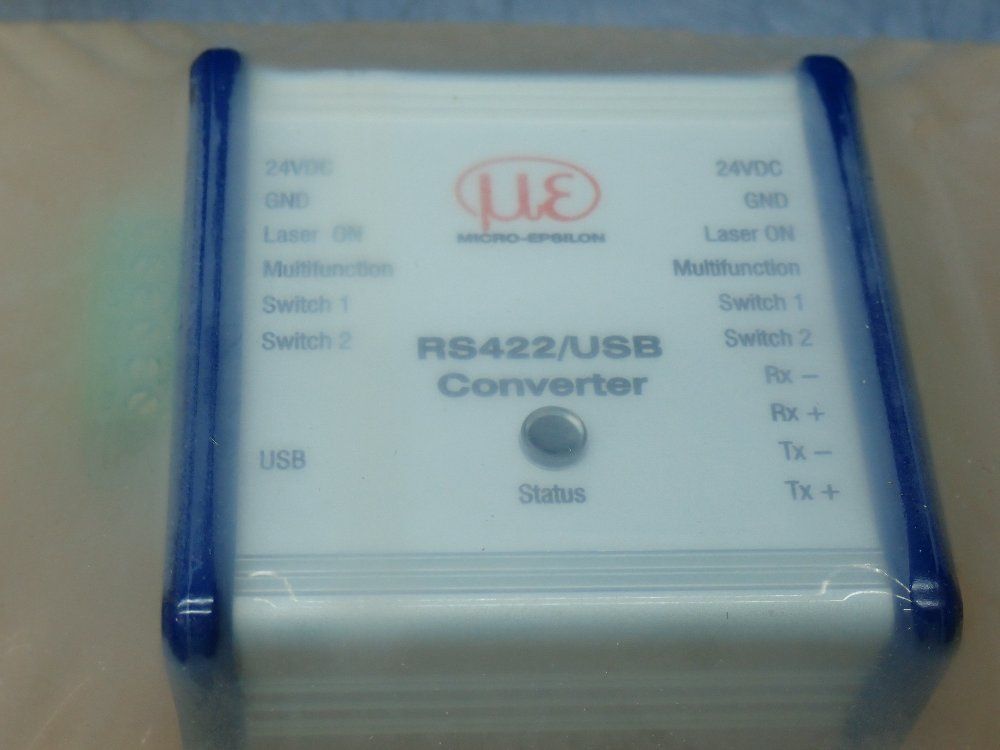 24VDC
GND
Laser ON
Multifunction
Switch 1
Switch 2
USB
µε
MICRO-EPSILON
RS422/USB
Converter
Status
24VDC
GND
Laser ON
Multifunction
Switch 1
Switch 2
Rx –
Rx +
Tx –
Tx +